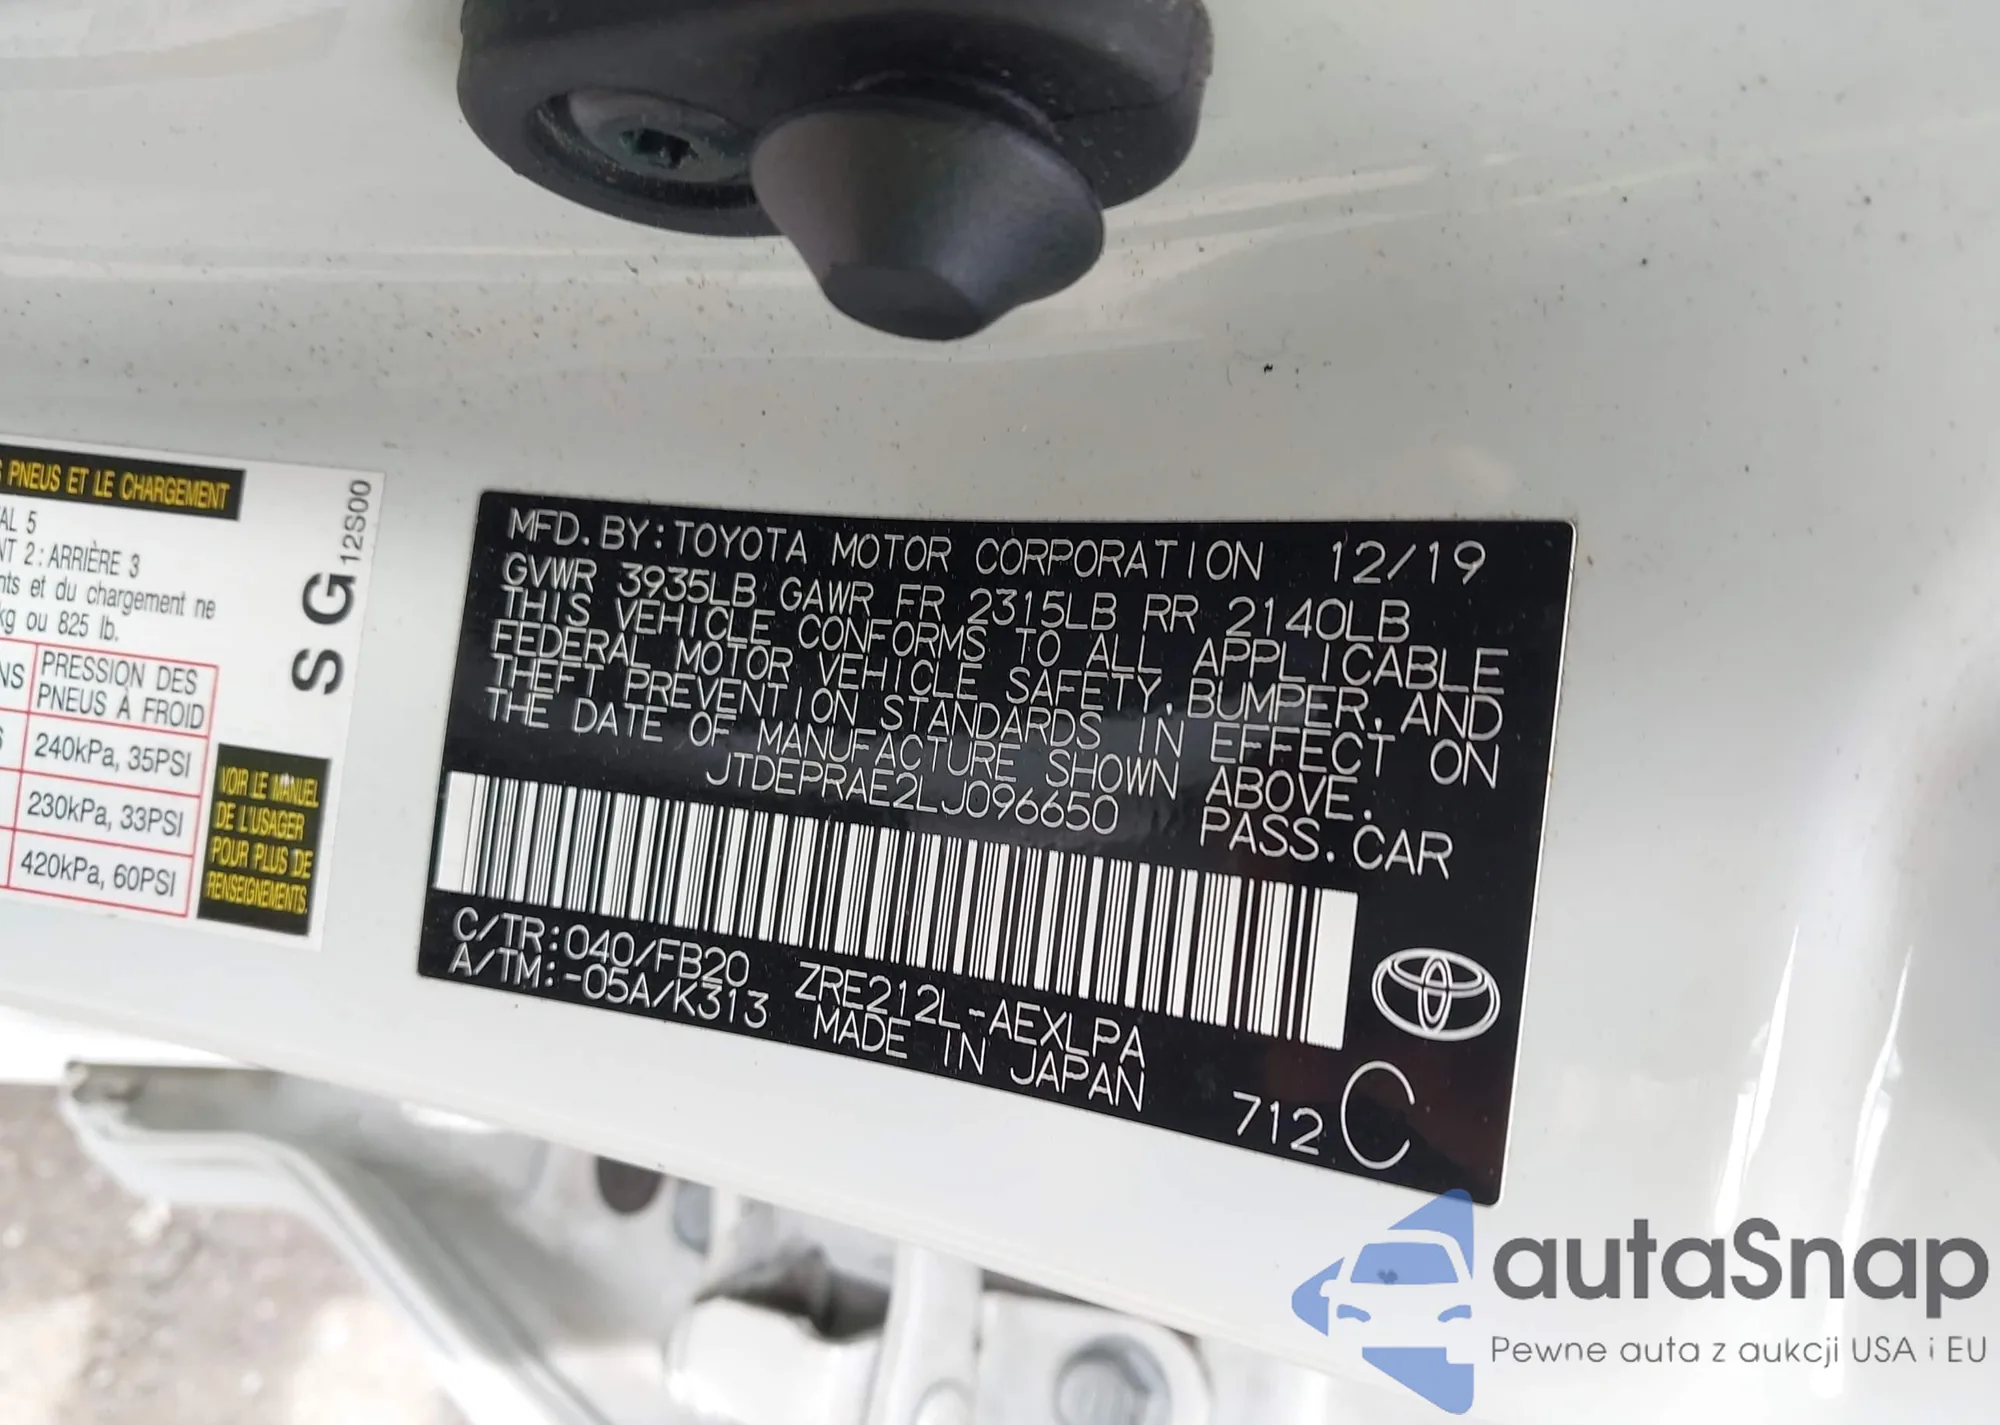 PNEUS ET LE CHARGEMENT
5
2 : ARRIÈRE 3
et du chargement ne
kg ou 825 lb.
PRESSION DES
PNEUS À FROID
240kPa, 35PSI
230kPa, 33PSI
420kPa, 60PSI
S G 12S00
VOIR LE MANUEL
DE L'USAGER
POUR PLUS DE
RENSEIGNEMENTS.
MFD. BY: TOYOTA MOTOR CORPORATION 12/19
GVWR 3935LB GAWR FR 2315LB RR 2140LB
THIS VEHICLE CONFORMS TO ALL APPLICABLE
FEDERAL MOTOR VEHICLE SAFETY, BUMPER, AND
THEFT PREVENTION STANDARDS IN EFFECT ON
THE DATE OF MANUFACTURE SHOWN ABOVE.
JTDEPRAE2LJ096650 PASS. CAR
C/TR: 040/FB20 ZRE212L-AEXLPA
A/TM: -05A/K313 MADE IN JAPAN
712 C
autaSnap
Pewne auta z aukcji USA i EU